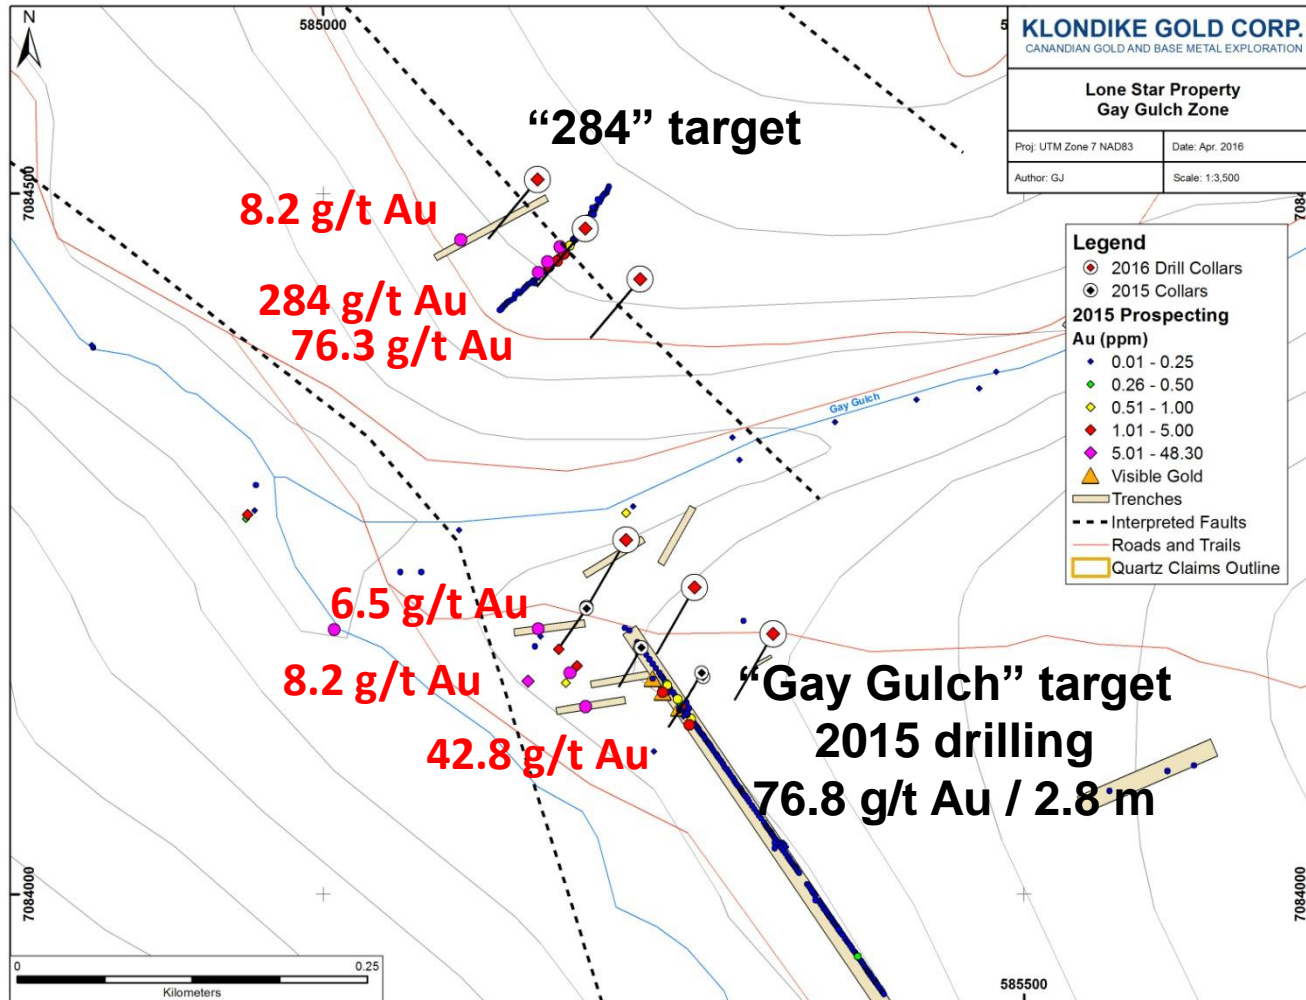 N
585000
5
KLONDIKE GOLD CORP.
CANANDIAN GOLD AND BASE METAL EXPLORATION
Lone Star Property
Gay Gulch Zone
Proj: UTM Zone 7 NAD83
Date: Apr. 2016
Author: GJ
Scale: 1:3,500
"284" target
7084500
7084
8.2 g/t Au
284 g/t Au
76.3 g/t Au
Legend
2016 Drill Collars
2015 Collars
2015 Prospecting
Au (ppm)
0.01 - 0.25
0.26 - 0.50
0.51 - 1.00
1.01 - 5.00
5.01 - 48.30
Visible Gold
Trenches
Interpreted Faults
Roads and Trails
Quartz Claims Outline
Gay Gulch
6.5 g/t Au
8.2 g/t Au
42.8 g/t Au
"Gay Gulch" target
2015 drilling
76.8 g/t Au / 2.8 m
7084000
7084000
0
0.25
Kilometers
585500